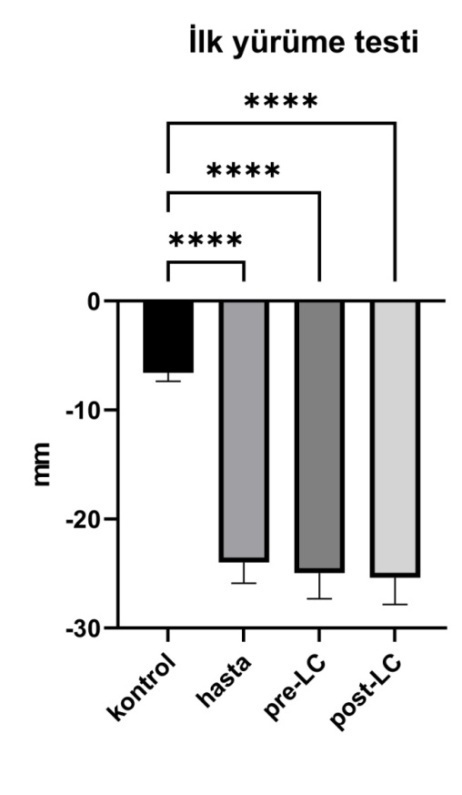 İlk yürüme testi
****
****
****
0
-10
-20
-30
mm
kontrol
hasta
pre-LC
post-LC